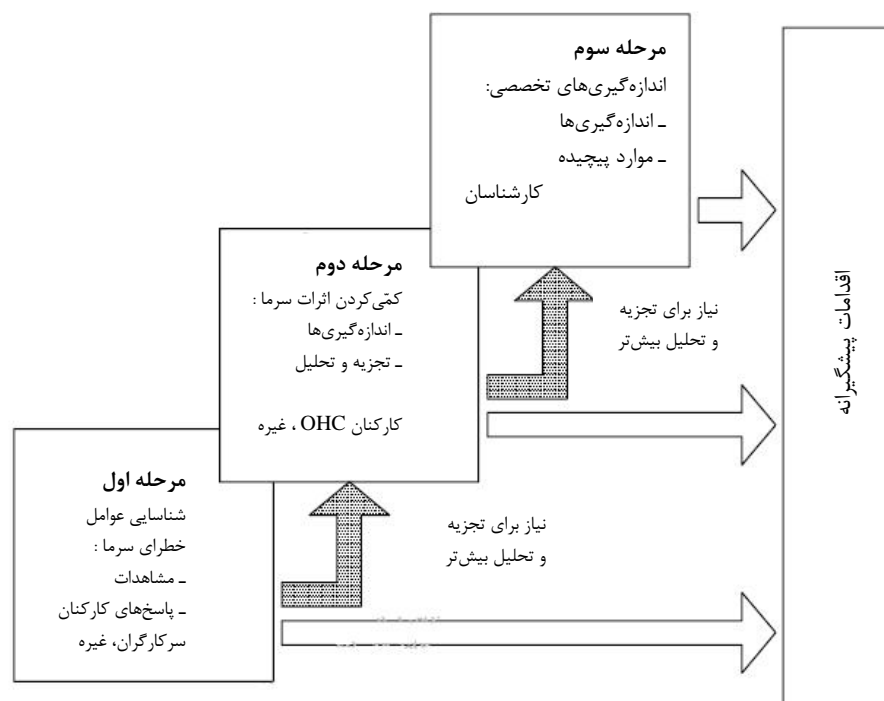 مرحله سوم
اندازه‌گیری‌های تخصصی:
ـ اندازه‌گیری‌ها
ـ موارد پیچیده
کارشناسان
مرحله دوم
کمّی‌کردن اثرات سرما :
ـ اندازه‌گیری‌ها
ـ تجزیه و تحلیل
کارکنان OHC ، غیره
نیاز برای تجزیه
و تحلیل بیش‌تر
مرحله اول
شناسایی عوامل
خطرای سرما :
ـ مشاهدات
ـ پاسخ‌های کارکنان
سرکارگران، غیره
نیاز برای تجزیه
و تحلیل بیش‌تر
اقدامات پیشگیرانه